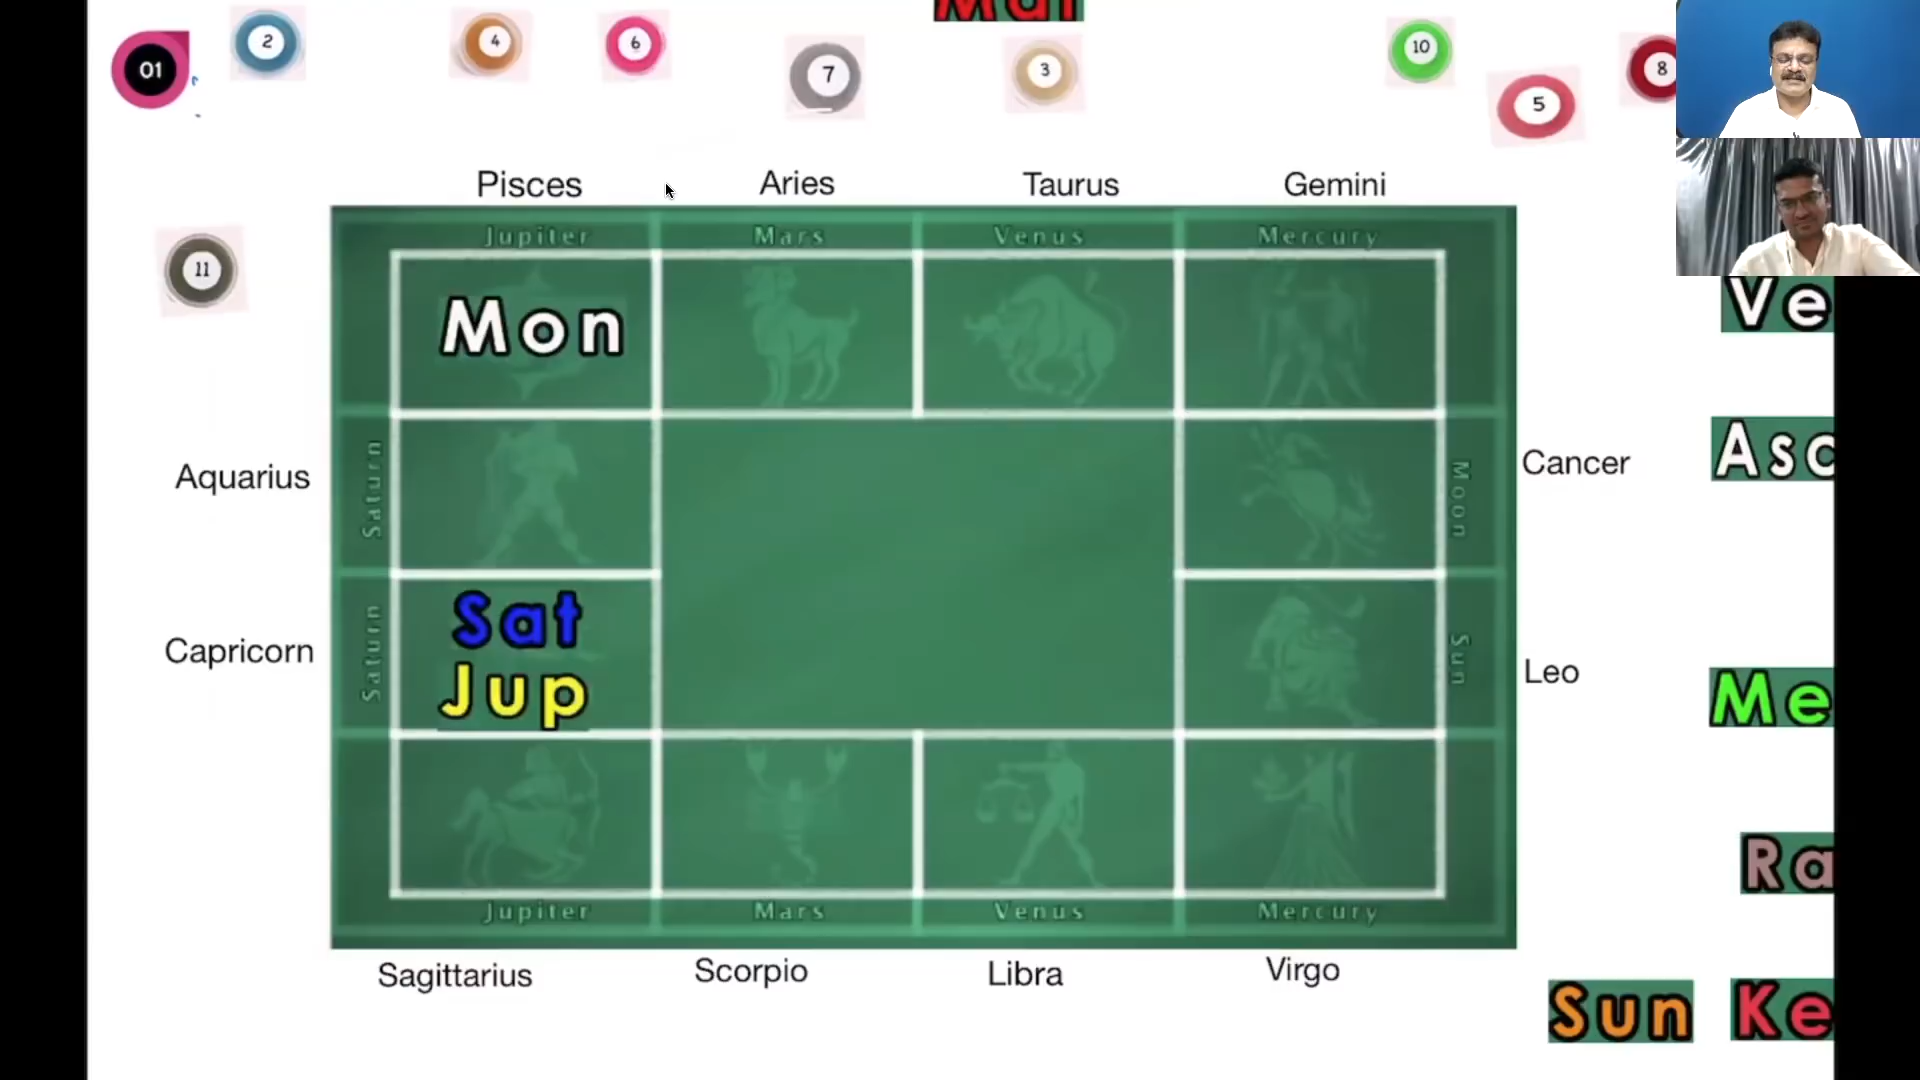 Mar
01
2
4
6
7
3
10
5
8
Pisces
Aries
Taurus
Gemini
Jupiter
Mars
Venus
Mercury
11
Mon
Ve
Aquarius
Saturn
Moon
Cancer
Asc
Capricorn
Saturn
Sat
Jup
Sun
Leo
Me
Ra
Jupiter
Mars
Venus
Mercury
Sagittarius
Scorpio
Libra
Virgo
Sun
Ke